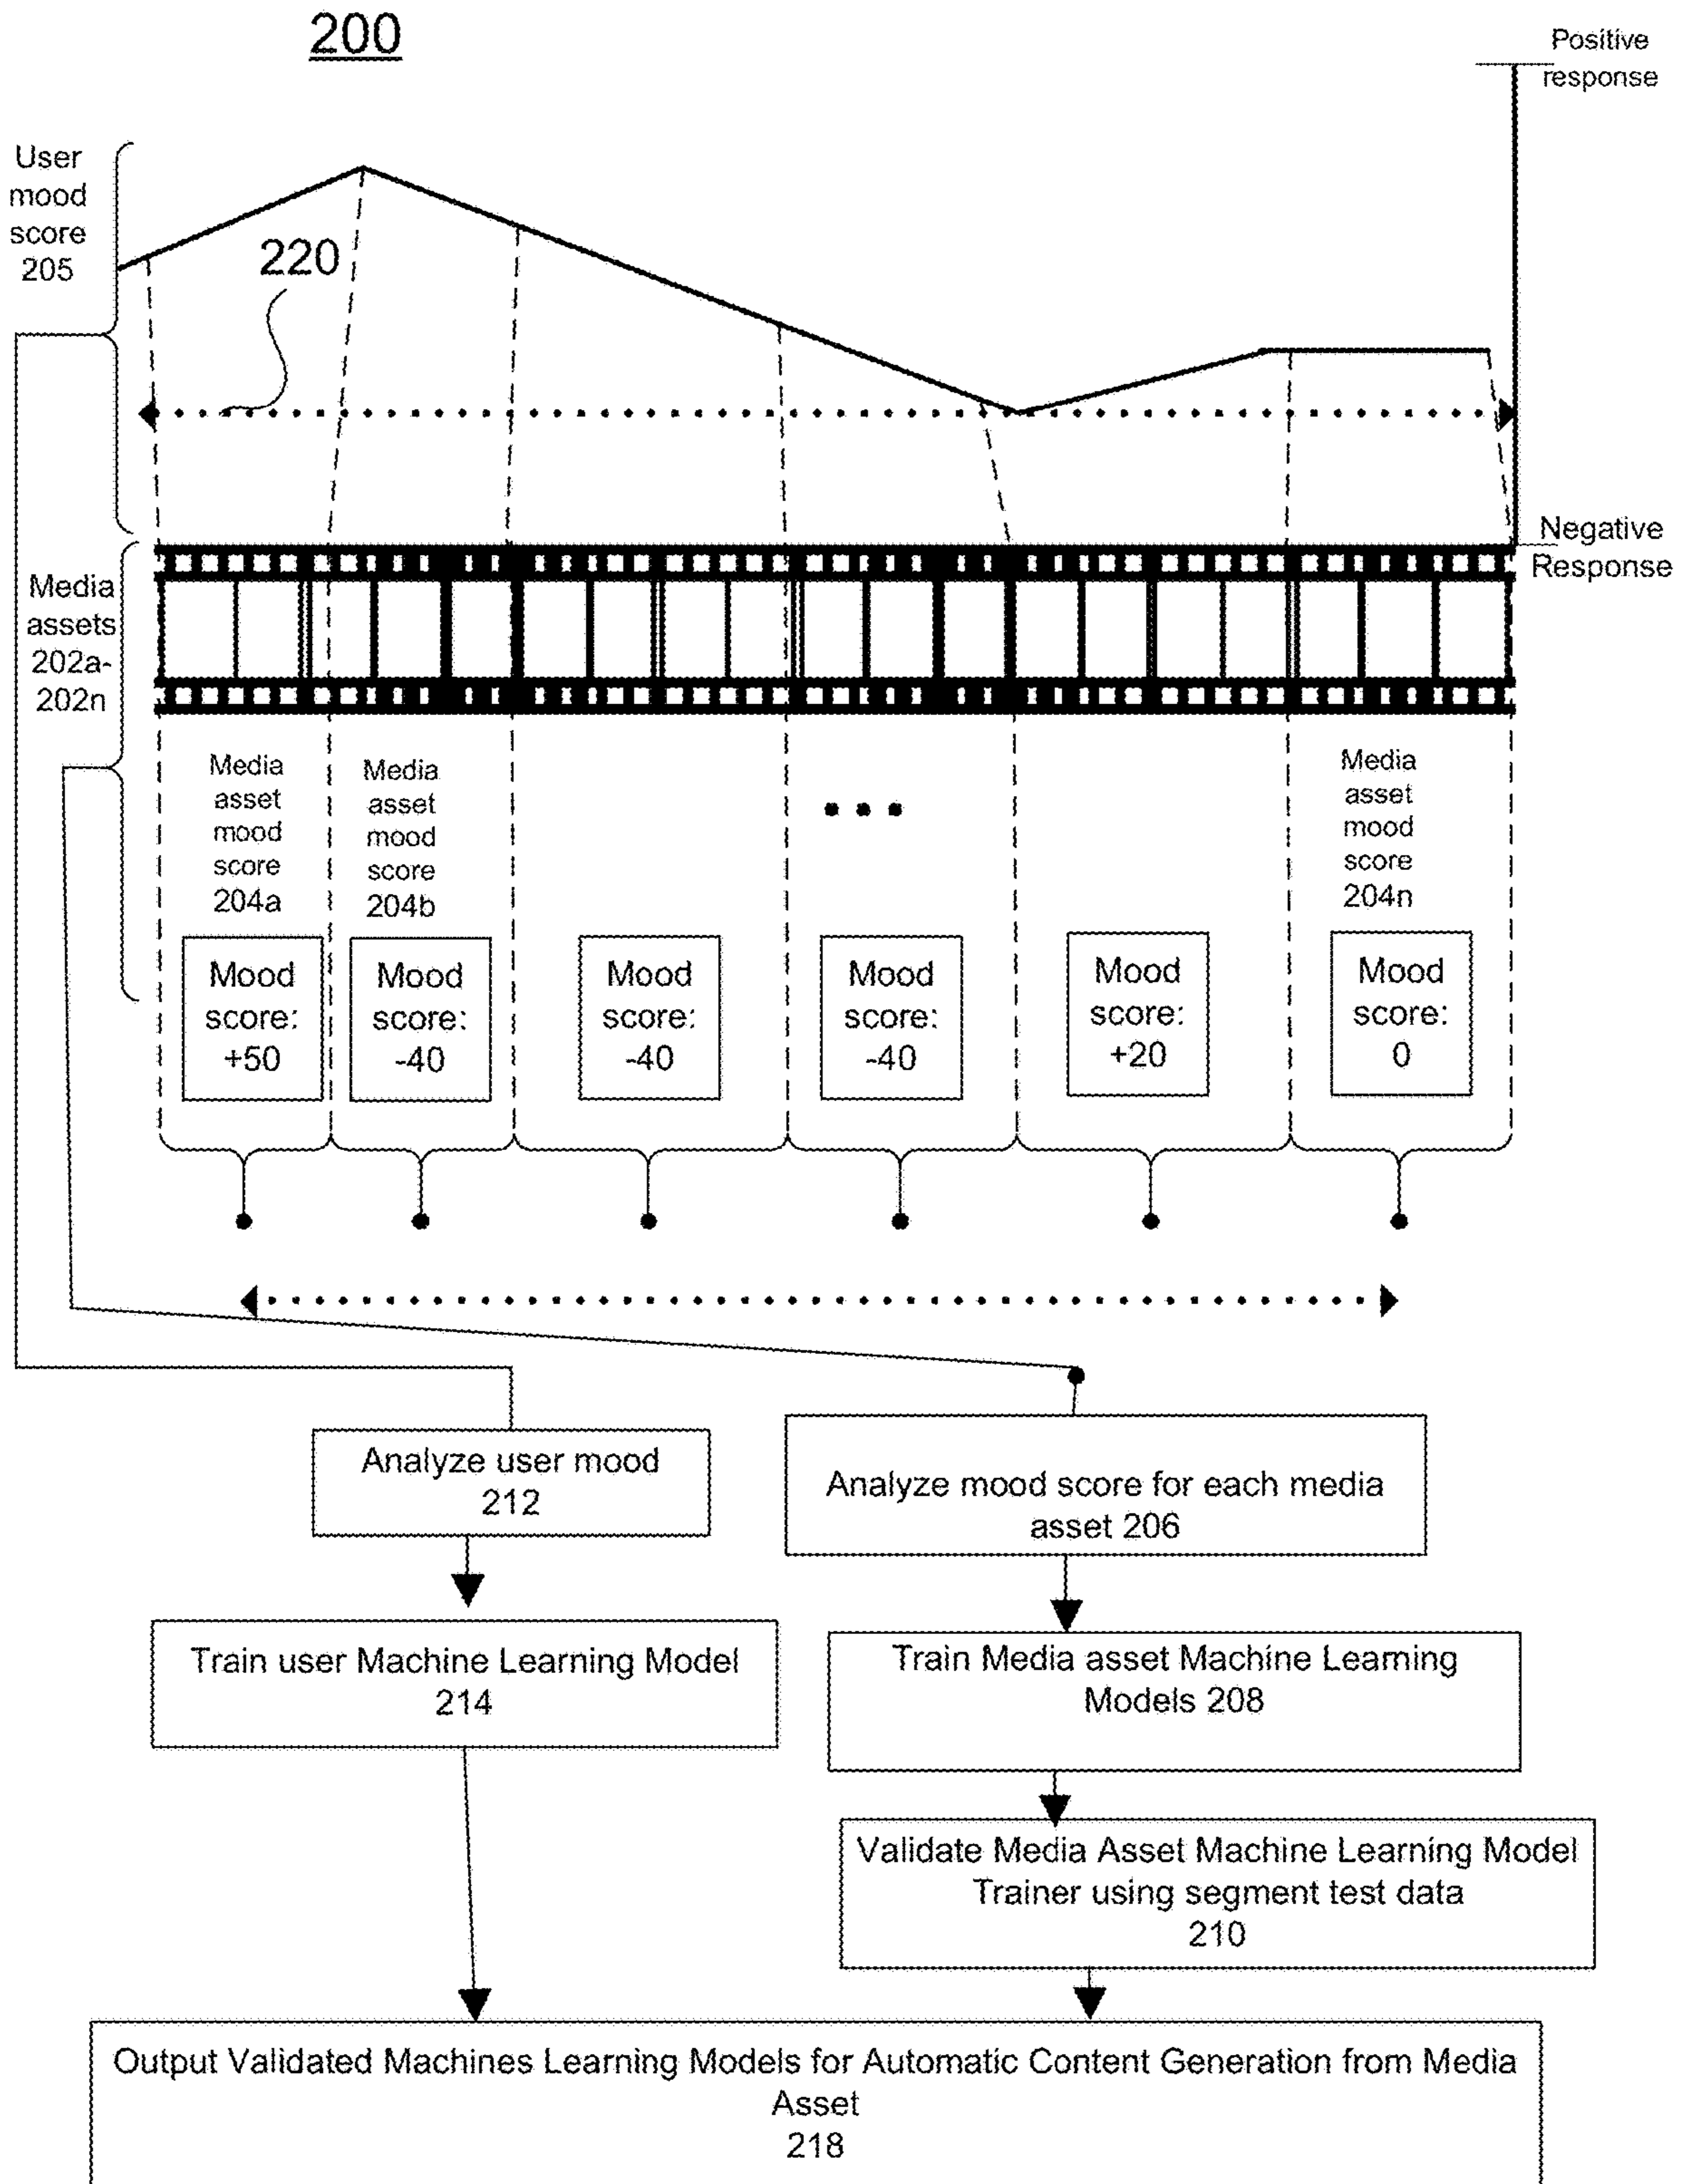 200
Positive
response
User
mood
score
205
220
Negative
Response
Media
assets
202a-
202n
Media
asset
mood
score
204a
Media
asset
mood
score
204b
Media
asset
mood
score
204n
Mood
score:
+50
Mood
score:
-40
Mood
score:
-40
Mood
score:
-40
Mood
score:
+20
Mood
score:
0
Analyze user mood
212
Analyze mood score for each media
asset 206
Train user Machine Learning Model
214
Train Media asset Machine Learning
Models 208
Validate Media Asset Machine Learning Model
Trainer using segment test data
210
Output Validated Machines Learning Models for Automatic Content Generation from Media
Asset
218